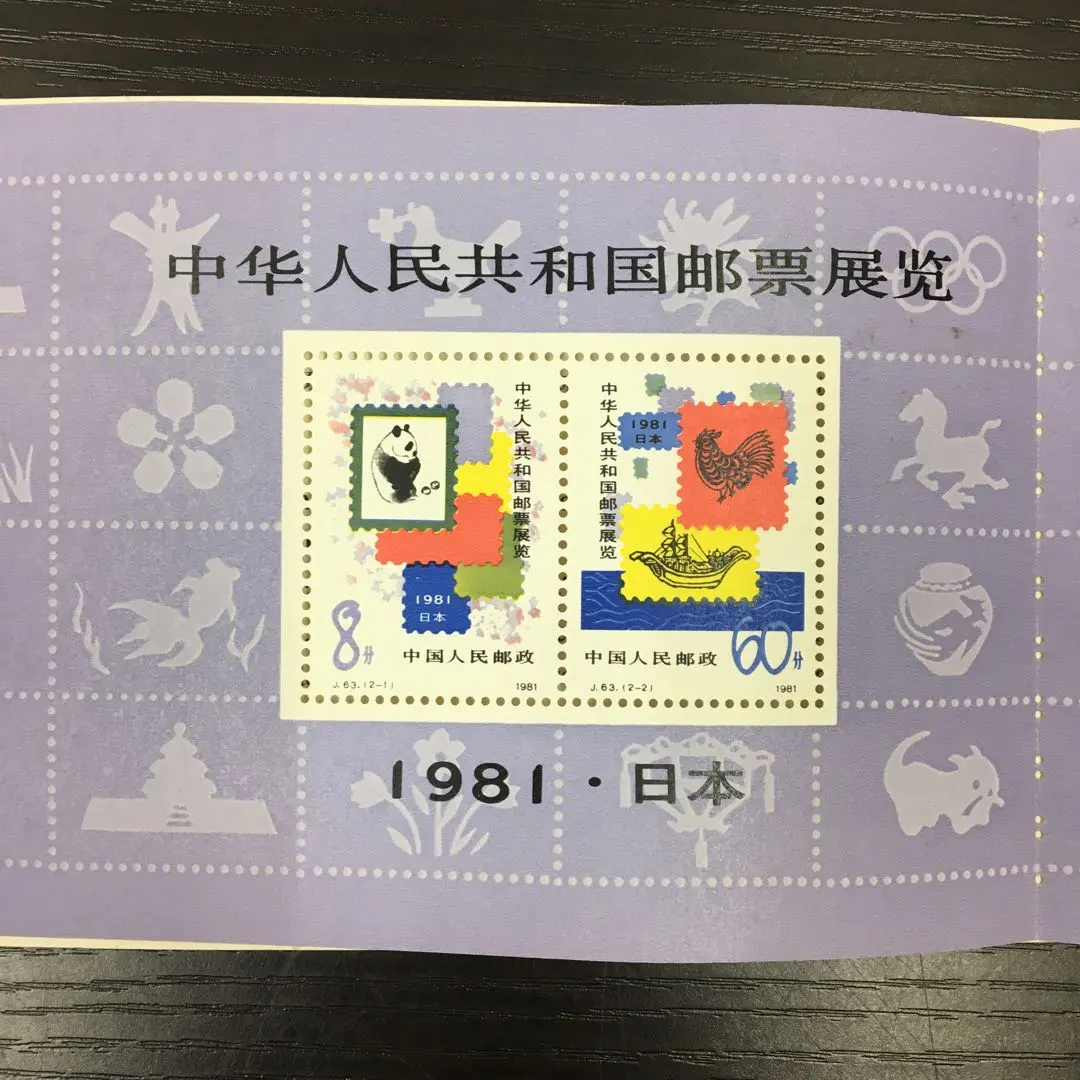 中华人民共和国邮票展览
中华人民共和国邮票展览
1981
日本
8分
中国人民邮政
J.63.(2-1)
1981
中华人民共和国邮票展览
1981
日本
中国人民邮政
60分
J.63.(2-2)
1981
1981·日本